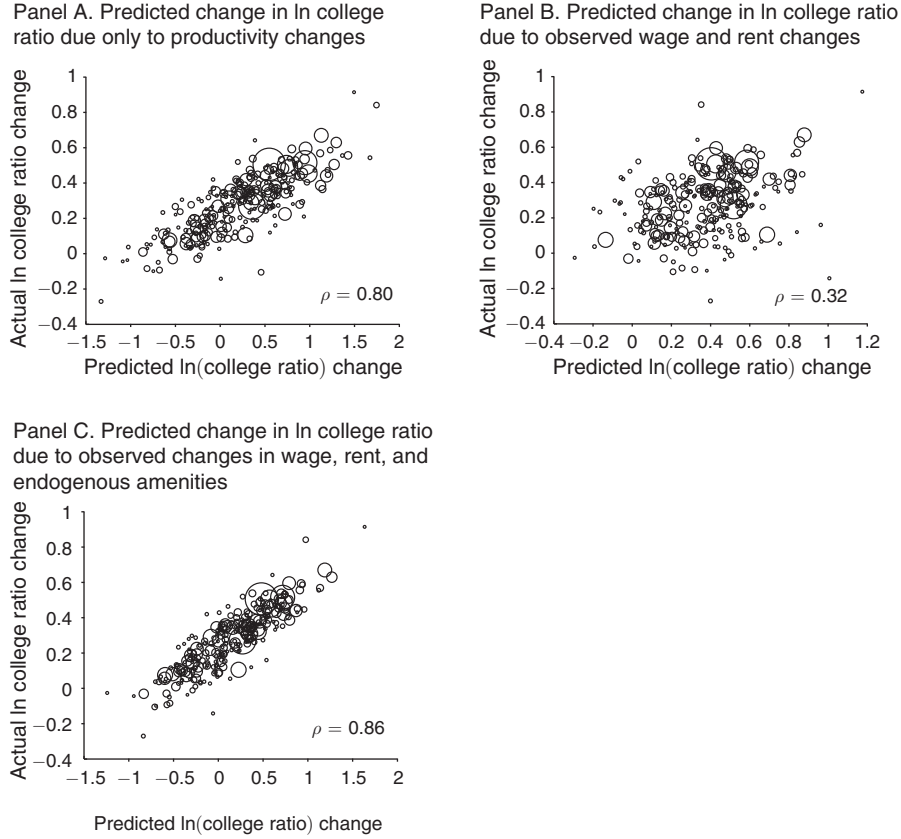 Panel A. Predicted change in ln college
ratio due only to productivity changes
Actual ln college ratio change
1
0.8
0.6
0.4
0.2
0
−0.2
−0.4
ρ = 0.80
−1.5 −1 −0.5 0 0.5 1 1.5 2
Predicted ln(college ratio) change
Panel B. Predicted change in ln college ratio
due to observed wage and rent changes
Actual ln college ratio change
1
0.8
0.6
0.4
0.2
0
−0.2
−0.4
ρ = 0.32
−0.4 −0.2 0 0.2 0.4 0.6 0.8 1 1.2
Predicted ln(college ratio) change
Panel C. Predicted change in ln college ratio
due to observed changes in wage, rent, and
endogenous amenities
Actual ln college ratio change
1
0.8
0.6
0.4
0.2
0
−0.2
−0.4
ρ = 0.86
−1.5 −1 −0.5 0 0.5 1 1.5 2
Predicted ln(college ratio) change